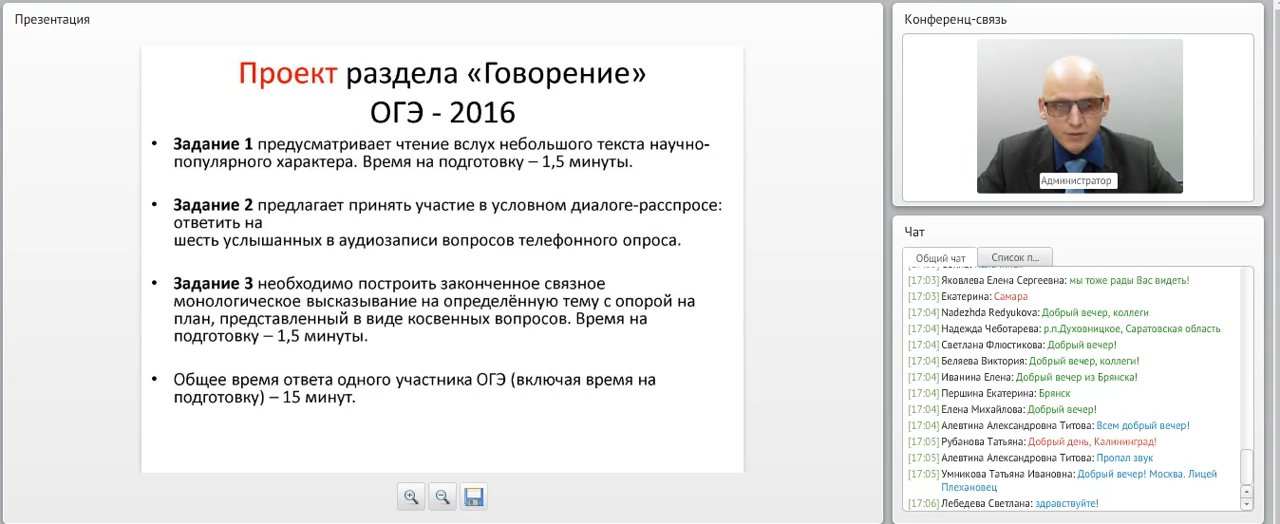 Презентация
Проект раздела «Говорение»
ОГЭ - 2016
• Задание 1 предусматривает чтение вслух небольшого текста научно-
популярного характера. Время на подготовку – 1,5 минуты.
• Задание 2 предлагает принять участие в условном диалоге-расспросе:
ответить на
шесть услышанных в аудиозаписи вопросов телефонного опроса.
• Задание 3 необходимо построить законченное связное
монологическое высказывание на определённую тему с опорой на
план, представленный в виде косвенных вопросов. Время на
подготовку – 1,5 минуты.
• Общее время ответа одного участника ОГЭ (включая время на
подготовку) – 15 минут.
Конференц-связь
Администратор
Чат
Общий чат
Список п...
[17:03] Яковлева Елена Сергеевна: мы тоже рады Вас видеть!
[17:03] Екатерина: Самара
[17:04] Nadezhda Redyukova: Добрый вечер, коллеги
[17:04] Надежда Чеботарева: р.п.Духовницкое, Саратовская область
[17:04] Светлана Флюстикова: Добрый вечер!
[17:04] Беляева Виктория: Добрый вечер, коллеги!
[17:04] Иванина Елена: Добрый вечер из Брянска!
[17:04] Першина Екатерина: Брянск
[17:04] Елена Михайлова: Добрый вечер!
[17:04] Алевтина Александровна Титова: Всем добрый вечер!
[17:05] Рубанова Татьяна: Добрый день, Калининград!
[17:05] Алевтина Александровна Титова: Пропал звук
[17:05] Умникова Татьяна Ивановна: Добрый вечер! Москва. Лицей
Плехановец
[17:06] Лебедева Светлана: здравствуйте!